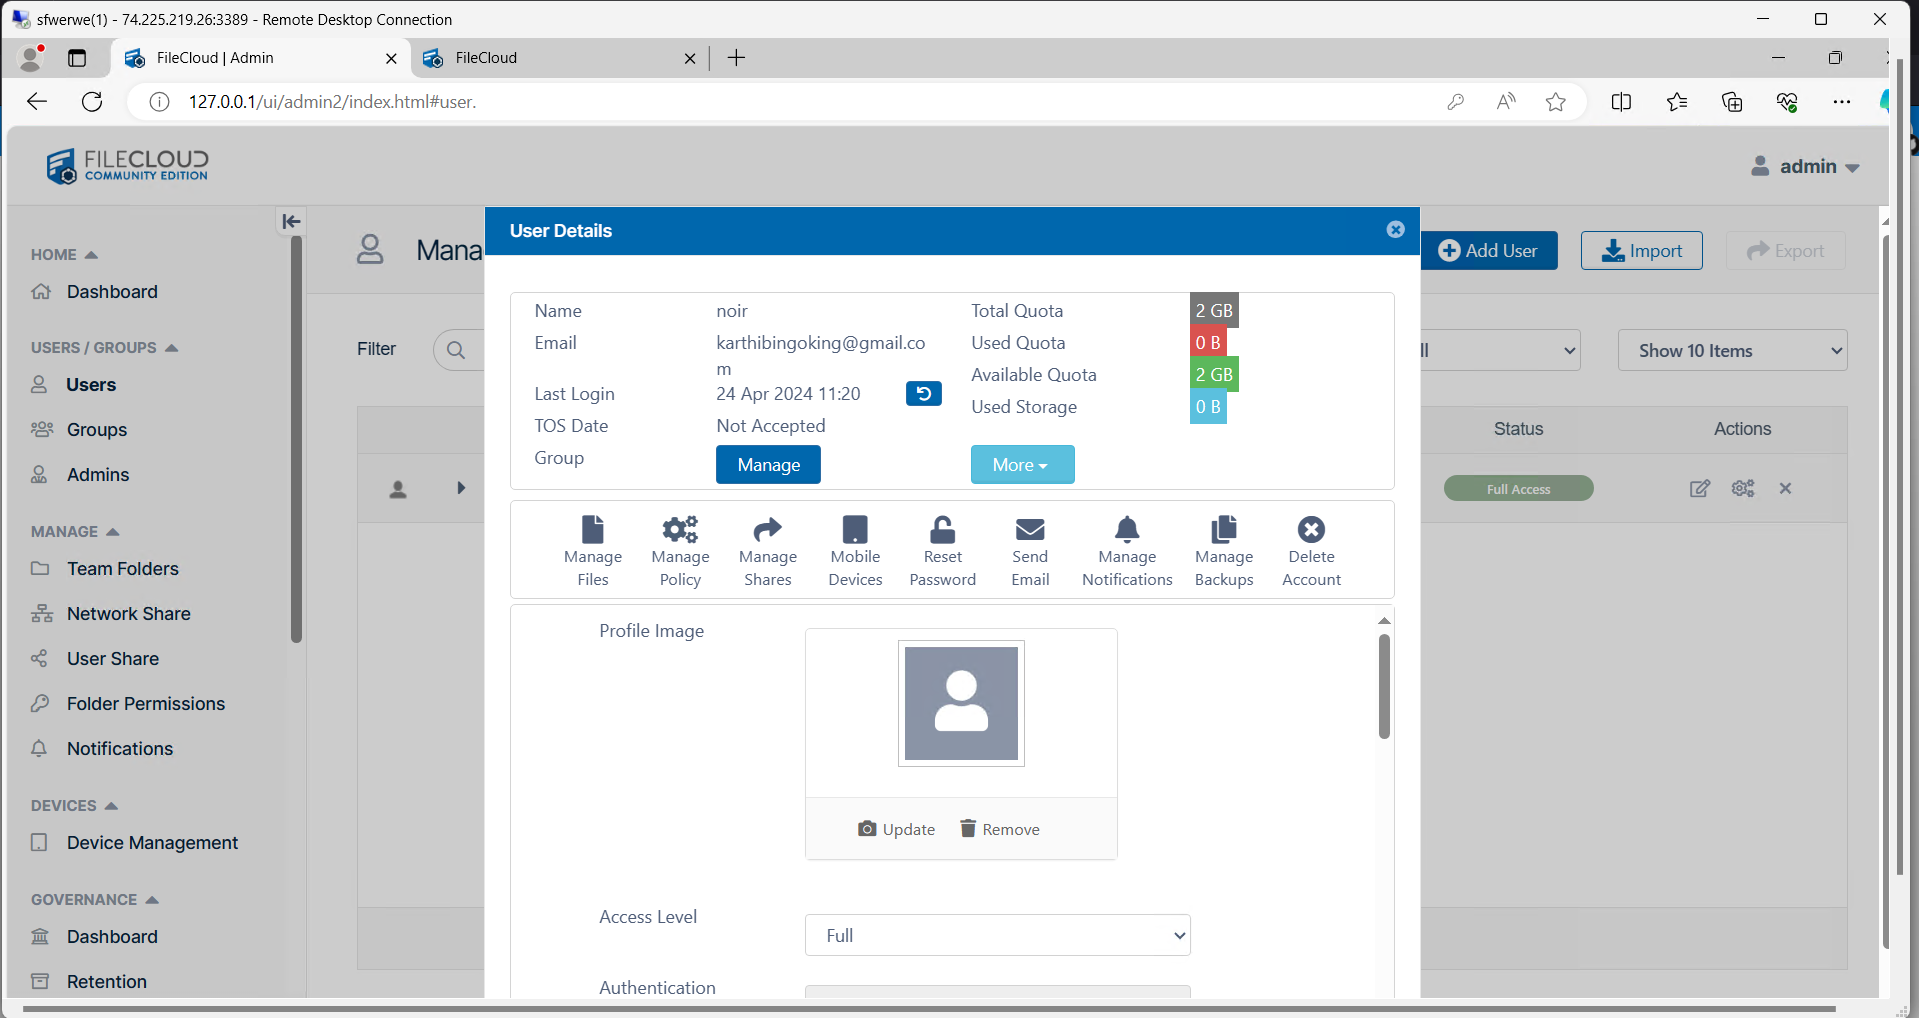 sfwerwe(1) - 74.225.219.26:3389 - Remote Desktop Connection
FileCloud | Admin
FileCloud
127.0.0.1/ui/admin2/index.html#user.
FILECLOUD
COMMUNITY EDITION
admin
HOME
Dashboard
USERS / GROUPS
Users
Groups
Admins
MANAGE
Team Folders
Network Share
User Share
Folder Permissions
Notifications
DEVICES
Device Management
GOVERNANCE
Dashboard
Retention
Mana
Add User
Import
Export
Filter
ll
Show 10 Items
Status
Actions
Full Access
User Details
Name
noir
Email
karthibingoking@gmail.co
m
Last Login
24 Apr 2024 11:20
TOS Date
Not Accepted
Group
Manage
Total Quota
2 GB
Used Quota
0 B
Available Quota
2 GB
Used Storage
0 B
More
Manage
Files
Manage
Policy
Manage
Shares
Mobile
Devices
Reset
Password
Send
Email
Manage
Notifications
Manage
Backups
Delete
Account
Profile Image
Update
Remove
Access Level
Full
Authentication